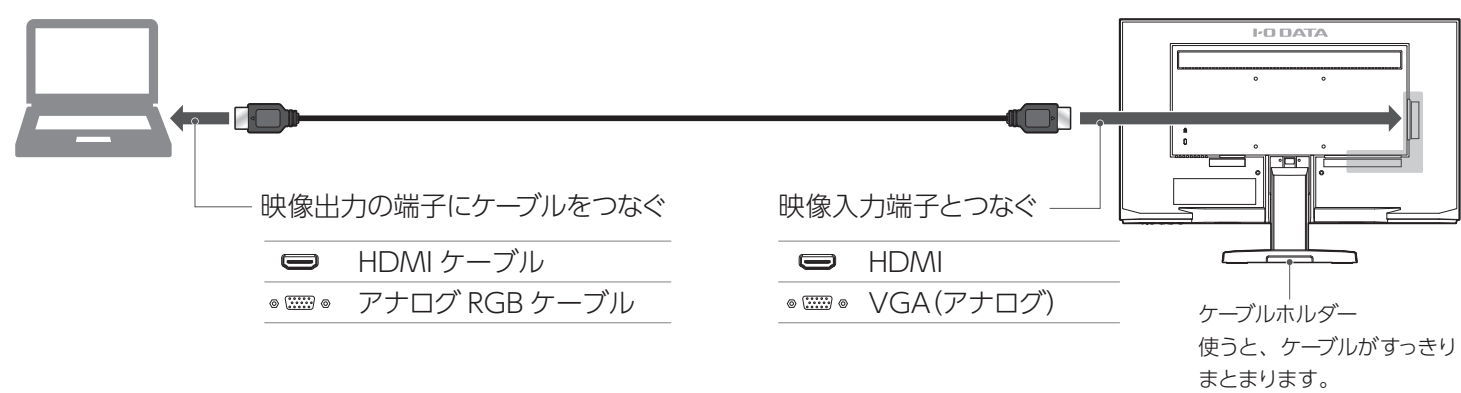 I-O DATA
映像出力の端子にケーブルをつなぐ
HDMI ケーブル
アナログ RGB ケーブル
映像入力端子とつなぐ
HDMI
VGA(アナログ)
ケーブルホルダー
使うと、ケーブルがすっきり
まとまります。